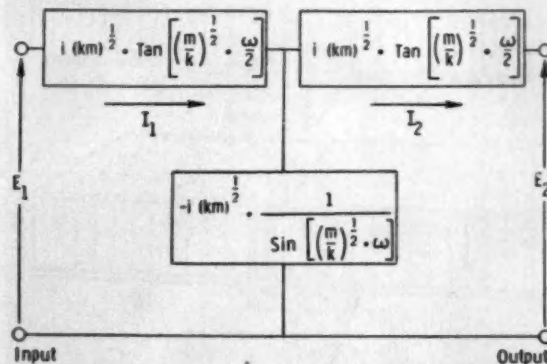 i (km)^{1/2} • Tan [(m/k)^{1/2} • ω/2]
i (km)^{1/2} • Tan [(m/k)^{1/2} • ω/2]
I₁
I₂
E₁
E₂
-i (km)^{1/2} • 1 / Sin [(m/k)^{1/2} • ω]
Input
Output